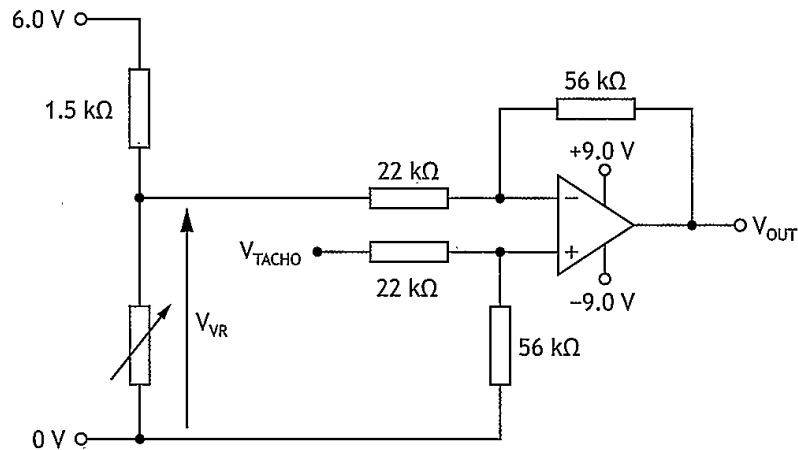 6.0 V
56 kΩ
1.5 kΩ
+9.0 V
22 kΩ
−
V_OUT
V_TACHO
+
22 kΩ
−9.0 V
V_VR
56 kΩ
0 V